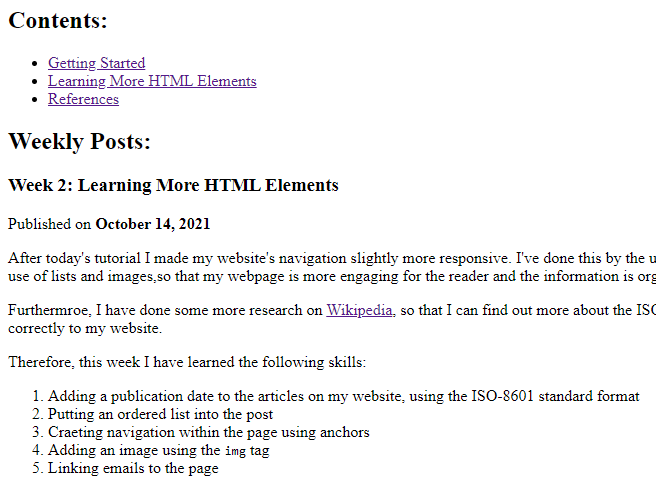 Contents:
Getting Started
Learning More HTML Elements
References
Weekly Posts:
Week 2: Learning More HTML Elements
Published on October 14, 2021
After today's tutorial I made my website's navigation slightly more responsive. I've done this by the
use of lists and images,so that my webpage is more engaging for the reader and the information is
Furthermroe, I have done some more research on Wikipedia, so that I can find out more about the
correctly to my website.
Therefore, this week I have learned the following skills:
1. Adding a publication date to the articles on my website, using the ISO-8601 standard format
2. Putting an ordered list into the post
3. Craeting navigation within the page using anchors
4. Adding an image using the img tag
5. Linking emails to the page